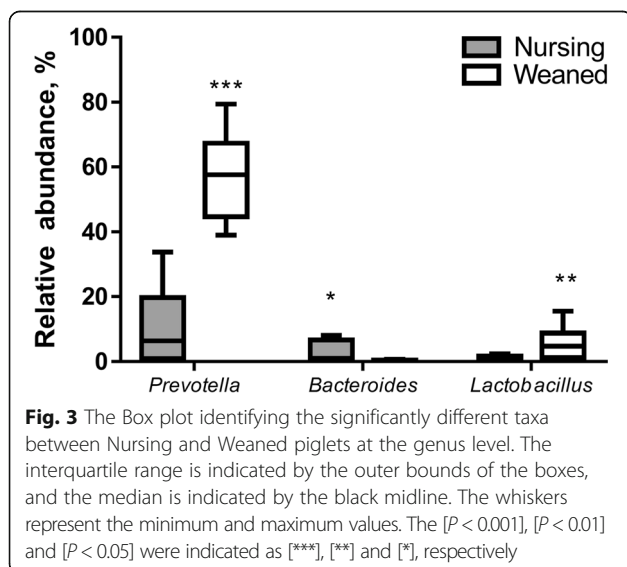 100
80
60
40
20
0
Relative abundance, %
***
*
**
Nursing
Weaned
Prevotella Bacteroides Lactobacillus
Fig. 3 The Box plot identifying the significantly different taxa
between Nursing and Weaned piglets at the genus level. The
interquartile range is indicated by the outer bounds of the boxes,
and the median is indicated by the black midline. The whiskers
represent the minimum and maximum values. The [P < 0.001], [P < 0.01]
and [P < 0.05] were indicated as [***], [**] and [*], respectively